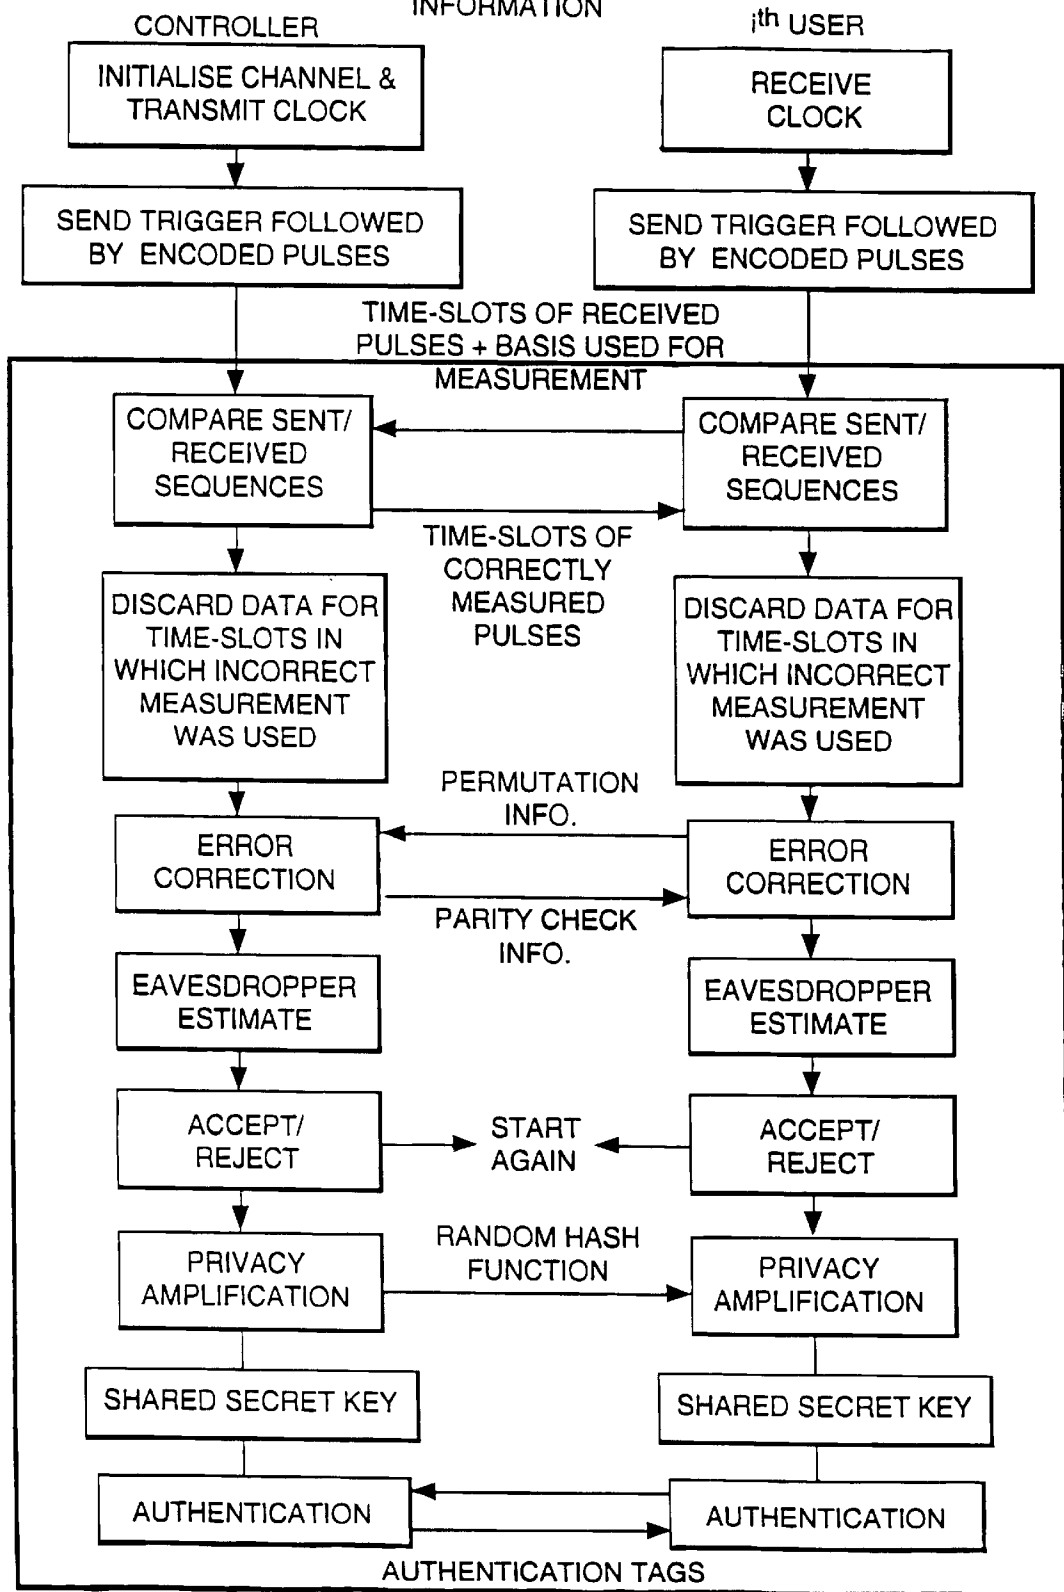 INFORMATION
CONTROLLER
ith USER
INITIALISE CHANNEL &
TRANSMIT CLOCK
RECEIVE
CLOCK
SEND TRIGGER FOLLOWED
BY ENCODED PULSES
SEND TRIGGER FOLLOWED
BY ENCODED PULSES
TIME-SLOTS OF RECEIVED
PULSES + BASIS USED FOR
MEASUREMENT
COMPARE SENT/
RECEIVED
SEQUENCES
COMPARE SENT/
RECEIVED
SEQUENCES
TIME-SLOTS OF
CORRECTLY
MEASURED
PULSES
DISCARD DATA FOR
TIME-SLOTS IN
WHICH INCORRECT
MEASUREMENT
WAS USED
DISCARD DATA FOR
TIME-SLOTS IN
WHICH INCORRECT
MEASUREMENT
WAS USED
PERMUTATION
INFO.
ERROR
CORRECTION
ERROR
CORRECTION
PARITY CHECK
INFO.
EAVESDROPPER
ESTIMATE
EAVESDROPPER
ESTIMATE
ACCEPT/
REJECT
START
AGAIN
ACCEPT/
REJECT
PRIVACY
AMPLIFICATION
RANDOM HASH
FUNCTION
PRIVACY
AMPLIFICATION
SHARED SECRET KEY
SHARED SECRET KEY
AUTHENTICATION
AUTHENTICATION
AUTHENTICATION TAGS